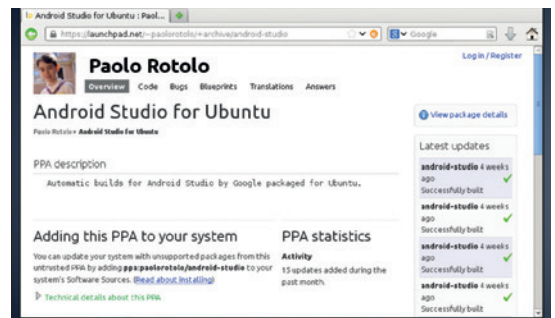 Android Studio for Ubuntu : Paol...
https://launchpad.net/~paolorotolo/+archive/android-studio
Google
Log in / Register
Paolo Rotolo
Overview Code Bugs Blueprints Translations Answers
Android Studio for Ubuntu
Paolo Rotolo » Android Studio for Ubuntu
PPA description
Automatic builds for Android Studio by Google packaged for Ubuntu.
Adding this PPA to your system
You can update your system with unsupported packages from this
untrusted PPA by adding ppa:paolorotolo/android-studio to your
system's Software Sources. (Read about installing)
Technical details about this PPA
PPA statistics
Activity
15 updates added during the
past month.
View package details
Latest updates
android-studio 4 weeks
ago
Successfully built
android-studio 4 weeks
ago
Successfully built
android-studio 4 weeks
ago
Successfully built
android-studio 4 weeks
ago
Successfully built